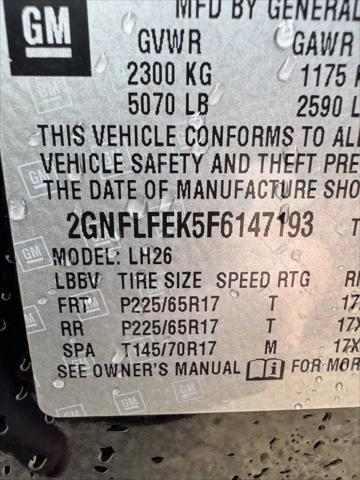 GM MFD BY GENERAL
GVWR GAWR
2300 KG 1175
5070 LB 2590 L
THIS VEHICLE CONFORMS TO ALL
VEHICLE SAFETY AND THEFT PRE
THE DATE OF MANUFACTURE SHO
2GNFLFEK5F6147193 T
MODEL: LH26
LBBV TIRE SIZE SPEED RTG RI
FRT P225/65R17 T 17
RR P225/65R17 T 17X
SPA T145/70R17 M 17X
SEE OWNER'S MANUAL i FOR MOR